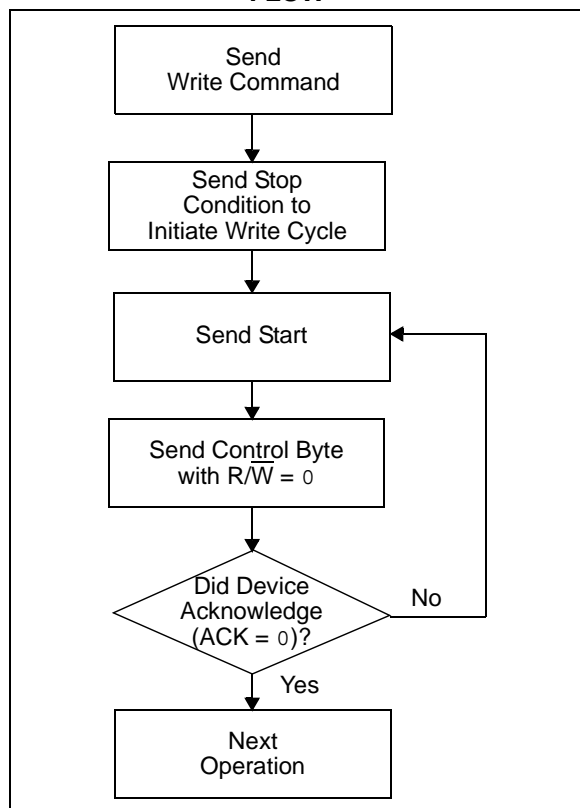 Send
Write Command
Send Stop
Condition to
Initiate Write Cycle
Send Start
Send Control Byte
with R/W̅ = 0
Did Device
Acknowledge
(ACK = 0)?
No
Yes
Next
Operation